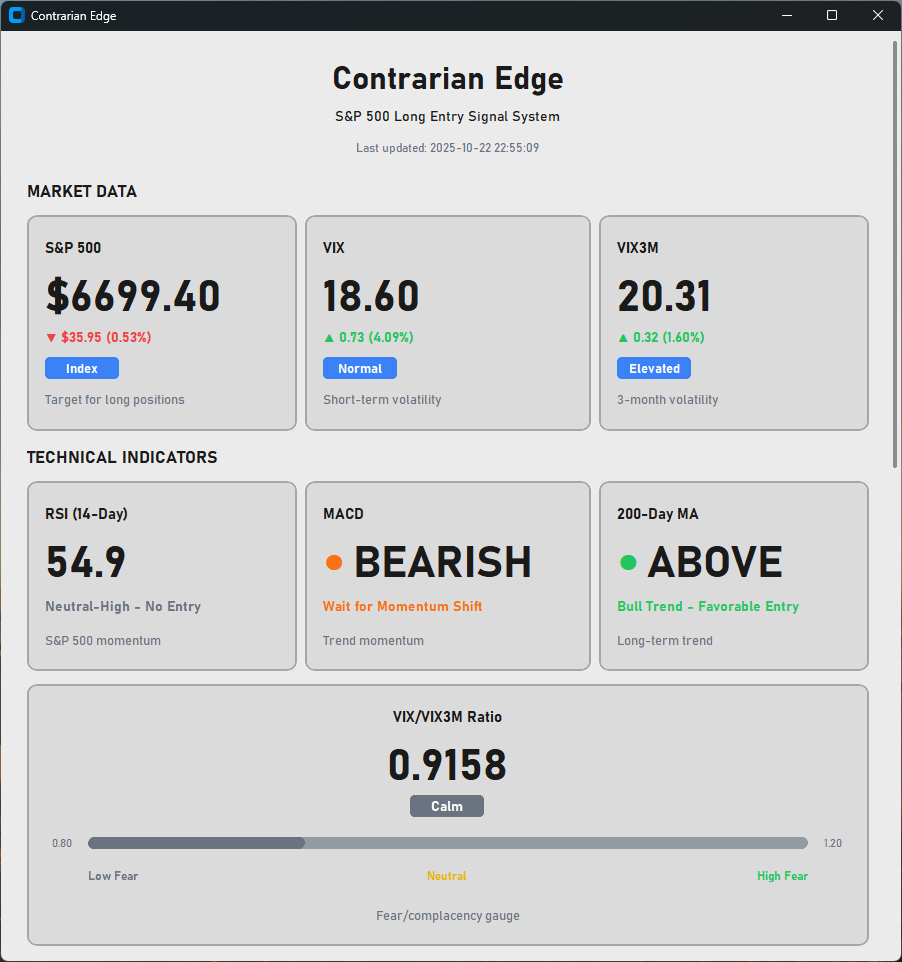 Contrarian Edge
Contrarian Edge
S&P 500 Long Entry Signal System
Last updated: 2025-10-22 22:55:09
MARKET DATA
S&P 500
$6699.40
▼ $35.95 (0.53%)
Index
Target for long positions
VIX
18.60
▲ 0.73 (4.09%)
Normal
Short-term volatility
VIX3M
20.31
▲ 0.32 (1.60%)
Elevated
3-month volatility
TECHNICAL INDICATORS
RSI (14-Day)
54.9
Neutral-High - No Entry
S&P 500 momentum
MACD
● BEARISH
Wait for Momentum Shift
Trend momentum
200-Day MA
● ABOVE
Bull Trend - Favorable Entry
Long-term trend
VIX/VIX3M Ratio
0.9158
Calm
0.80
1.20
Low Fear
Neutral
High Fear
Fear/complacency gauge